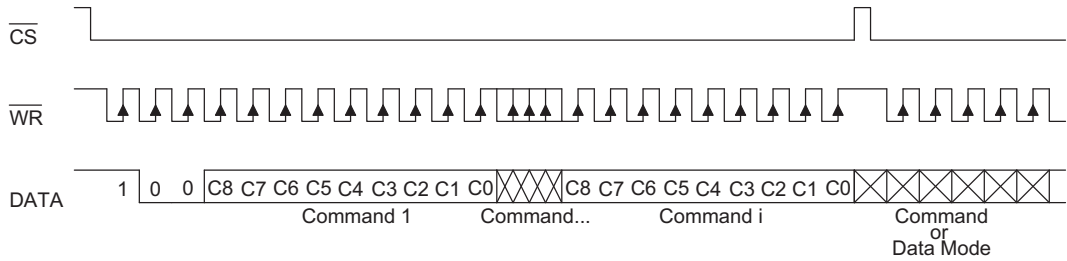 CS
WR
DATA 1 0 0 C8 C7 C6 C5 C4 C3 C2 C1 C0 C8 C7 C6 C5 C4 C3 C2 C1 C0
Command 1 Command... Command i Command
or
Data Mode